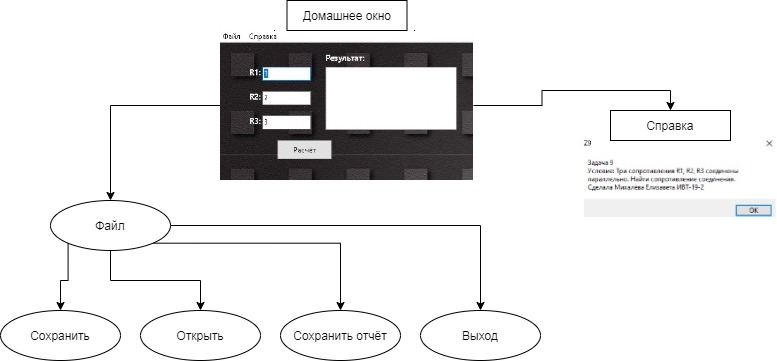 Домашнее окно
Файл Справка
Результат:
R1: 1
R2: 2
R3: 3
Расчёт
Справка
Z9
Задача 9
Условие: Три сопротивления R1, R2, R3 соединены
параллельно. Найти сопротивление соединения.
Сделала Михалёва Елизавета ИВТ-19-2
OK
Файл
Сохранить
Открыть
Сохранить отчёт
Выход